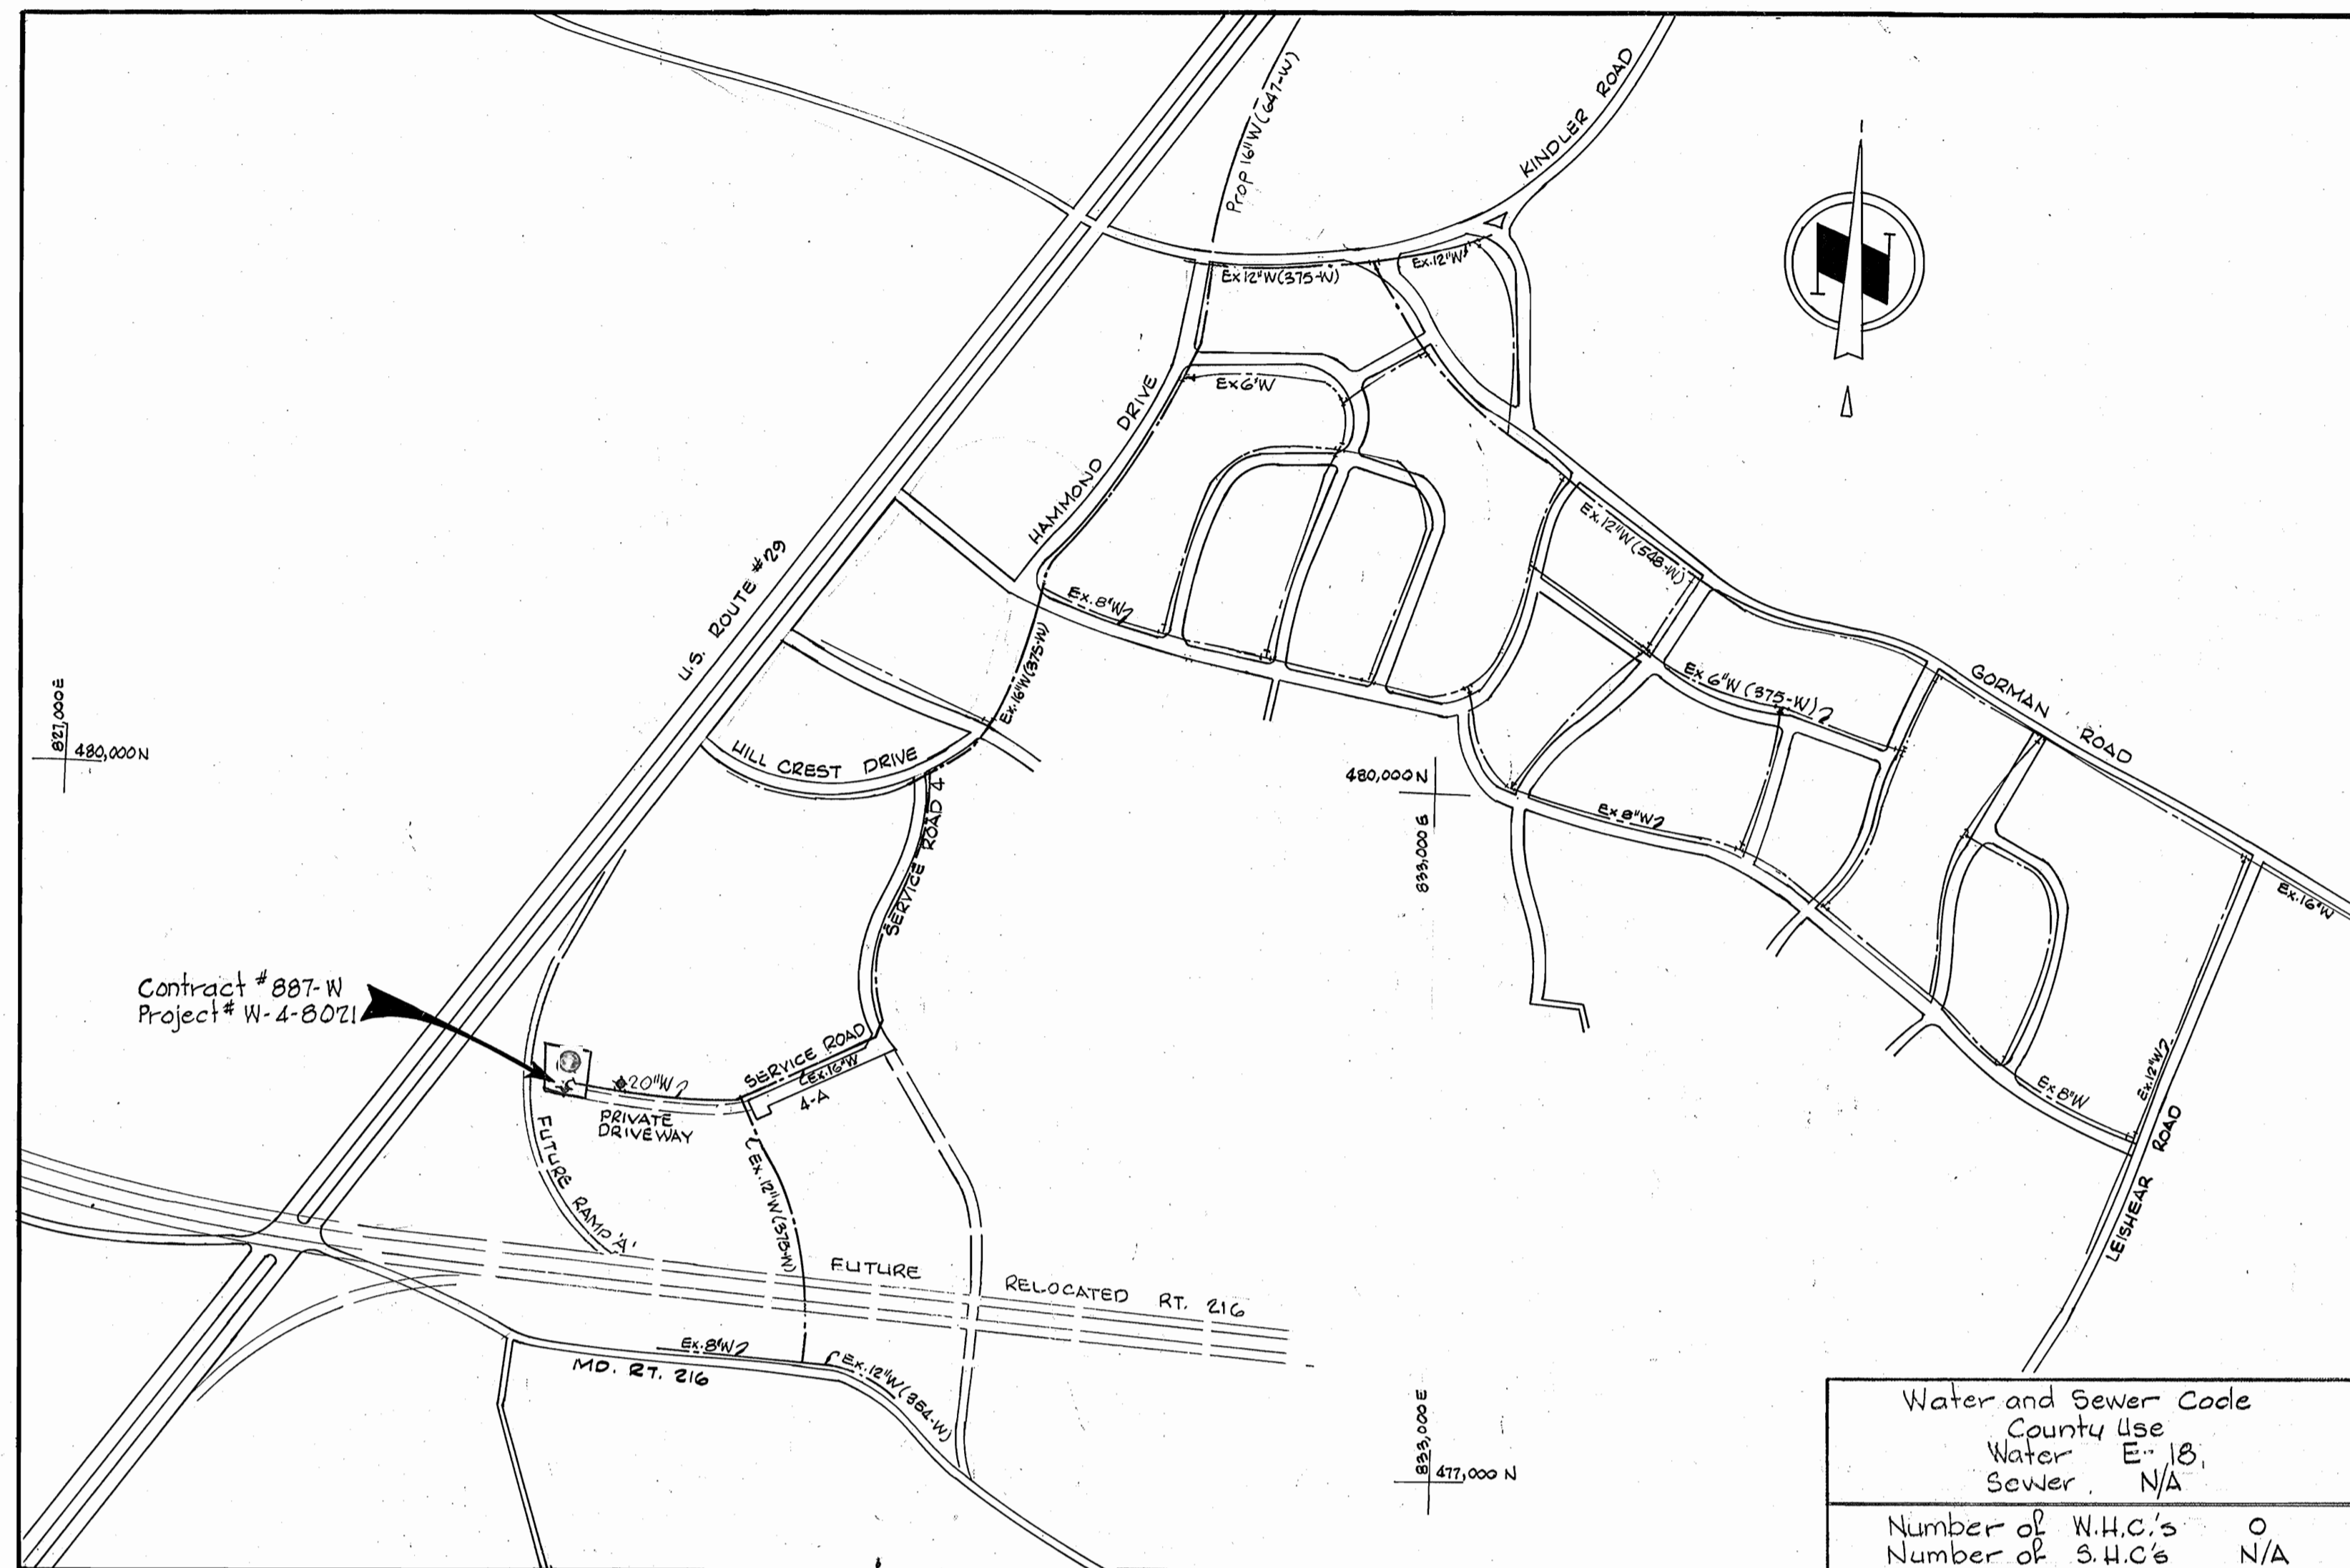 Prop 16"W (647-W)
KINDLER ROAD
Ex 12"W (375-W)
Ex. 12"W
N
Ex 6"W
HAMMOND DRIVE
U.S. ROUTE #29
Ex. 8"W
Ex. 16"W (375-W)
Ex. 12"W (548-W)
Ex 6"W (375-W)
GORMAN ROAD
827,000 E
480,000 N
HILL CREST DRIVE
SERVICE ROAD 4
480,000 N
833,000 E
Ex 8"W
Ex. 16"W
Contract # 887-W
Project # W-4-8021
20"W
SERVICE ROAD
Ex. 16"W
4-A
PRIVATE
DRIVEWAY
FUTURE RAMP 'A'
Ex. 12"W (378-W)
Ex. 12"W
Ex. 8"W
LEISHEAR ROAD
FUTURE RELOCATED RT. 216
Ex. 8"W
MD. RT. 216
Ex. 12"W (354-W)
833,000 E
477,000 N
Water and Sewer Code
County Use
Water E-18
Sewer N/A
Number of W.H.C.'s 0
Number of S.H.C's N/A